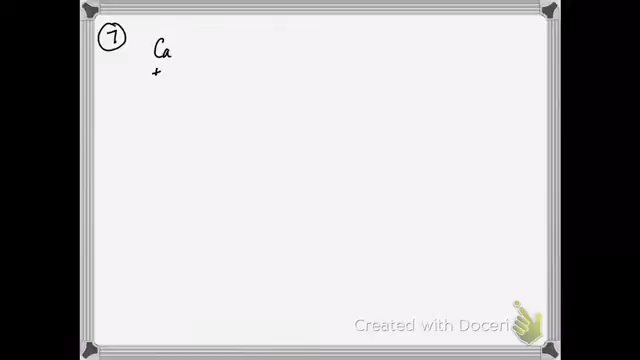 ⑦ Ca
+
Created with Doceri